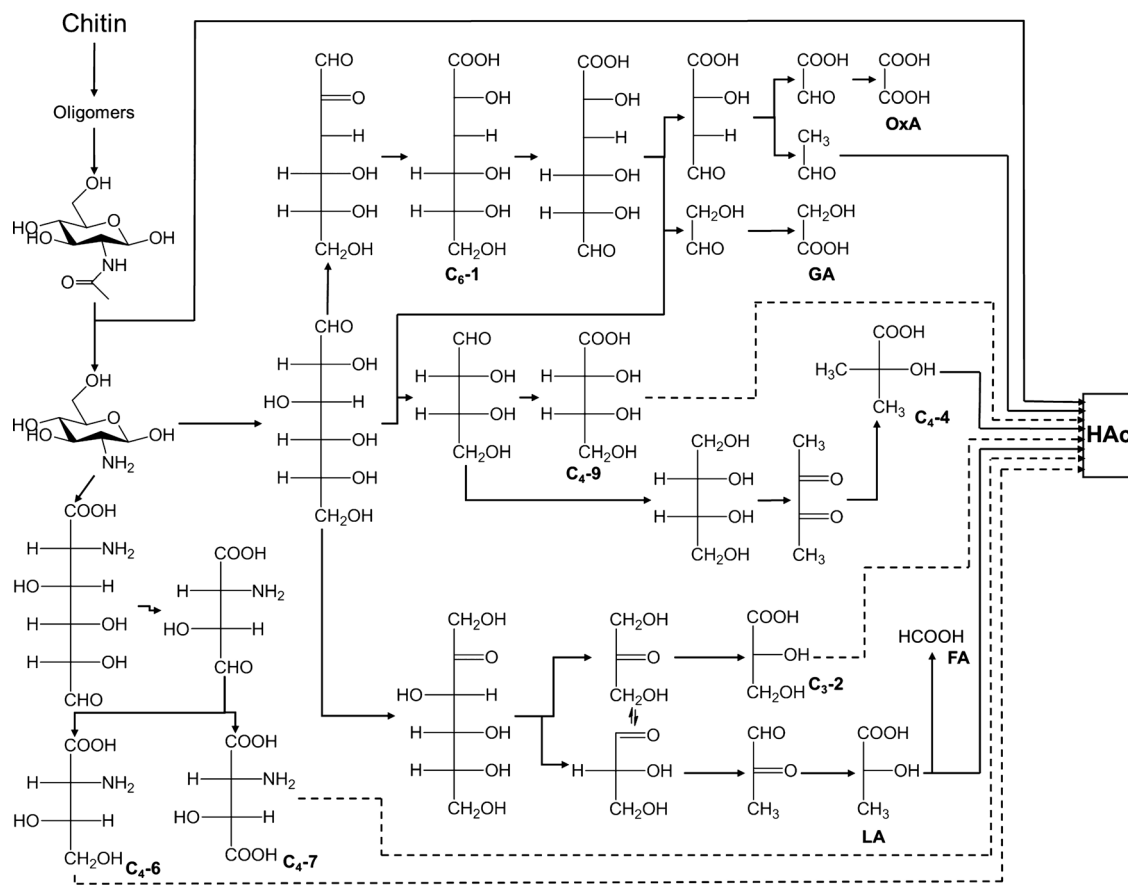 Chitin
Oligomers
OH
HO
HO
O
OH
NH
O
OH
HO
HO
O
OH
NH₂
CHO
O
H
H
OH
H
OH
CH₂OH
COOH
OH
H
H
OH
H
OH
CH₂OH
C₆-1
COOH
OH
H
H
OH
H
OH
CHO
COOH
OH
H
CHO
COOH
CHO
COOH
COOH
OxA
CH₃
CHO
CH₂OH
CHO
CH₂OH
COOH
GA
CHO
H
OH
HO
H
H
OH
H
OH
CH₂OH
CHO
H
OH
H
OH
CH₂OH
COOH
H
OH
H
OH
CH₂OH
C₄-9
CH₂OH
H
OH
H
OH
CH₂OH
CH₃
O
O
CH₃
COOH
H₃C
OH
CH₃
C₄-4
HAc
COOH
H
NH₂
HO
H
H
OH
H
OH
CHO
COOH
H
NH₂
HO
H
CHO
COOH
H
NH₂
HO
H
CH₂OH
C₄-6
COOH
H
NH₂
HO
H
COOH
C₄-7
CH₂OH
O
HO
H
H
OH
H
OH
CH₂OH
CH₂OH
O
CH₂OH
COOH
OH
CH₂OH
C₃-2
O
H
OH
CH₂OH
CHO
O
CH₃
COOH
OH
CH₃
LA
HCOOH
FA